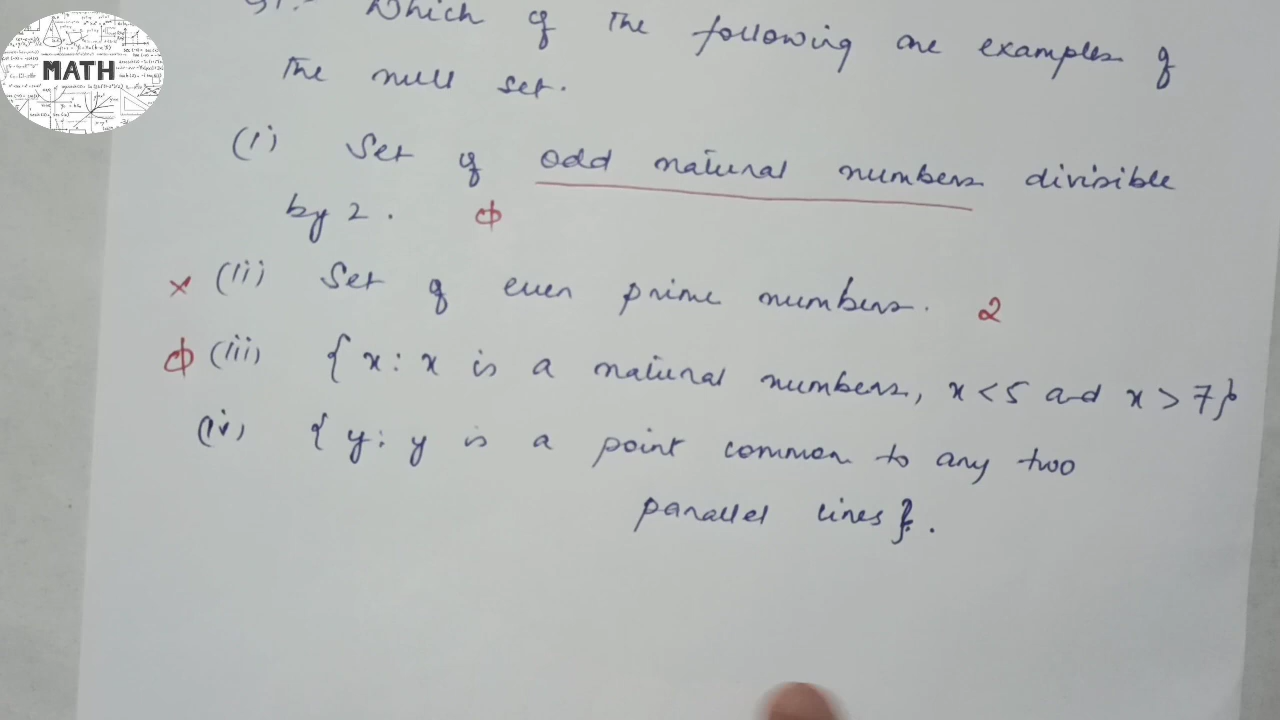 MATH
Which of the following are examples of
the null set.
(i) Set of odd natural numbers divisible
by 2. ϕ
× (ii) Set of even prime numbers. 2
ϕ (iii) { x : x is a natural numbers, x < 5 and x > 7 }
(iv) { y : y is a point common to any two
parallel lines }.